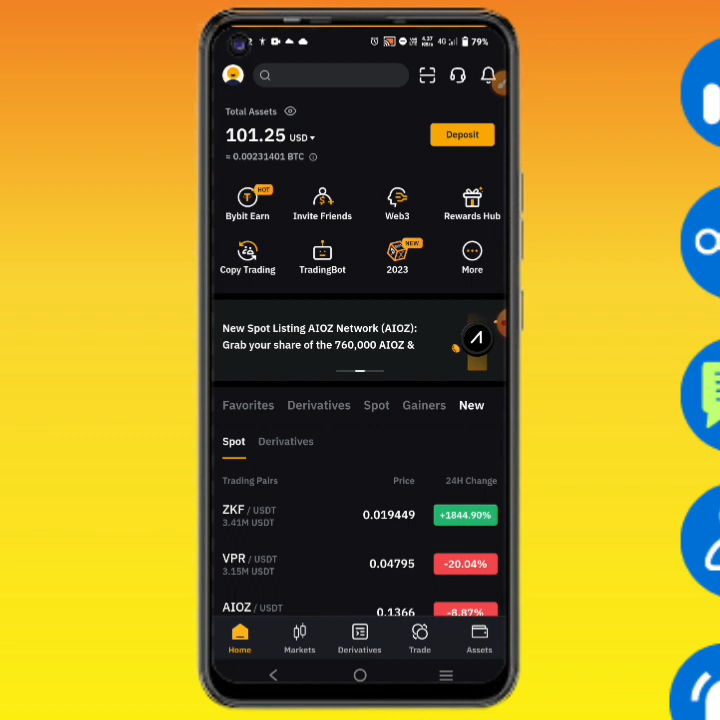 4.37
KB/s
4G
79%
Total Assets
101.25 USD
Deposit
≈ 0.00231401 BTC
HOT
Bybit Earn
Invite Friends
Web3
Rewards Hub
Copy Trading
TradingBot
NEW
2023
More
New Spot Listing AIOZ Network (AIOZ):
Grab your share of the 760,000 AIOZ &
Favorites Derivatives Spot Gainers New
Spot Derivatives
Trading Pairs Price 24H Change
ZKF / USDT 0.019449 +1844.90%
3.41M USDT
VPR / USDT 0.04795 -20.04%
3.15M USDT
AIOZ / USDT 0.1366 -8.87%
Home Markets Derivatives Trade Assets